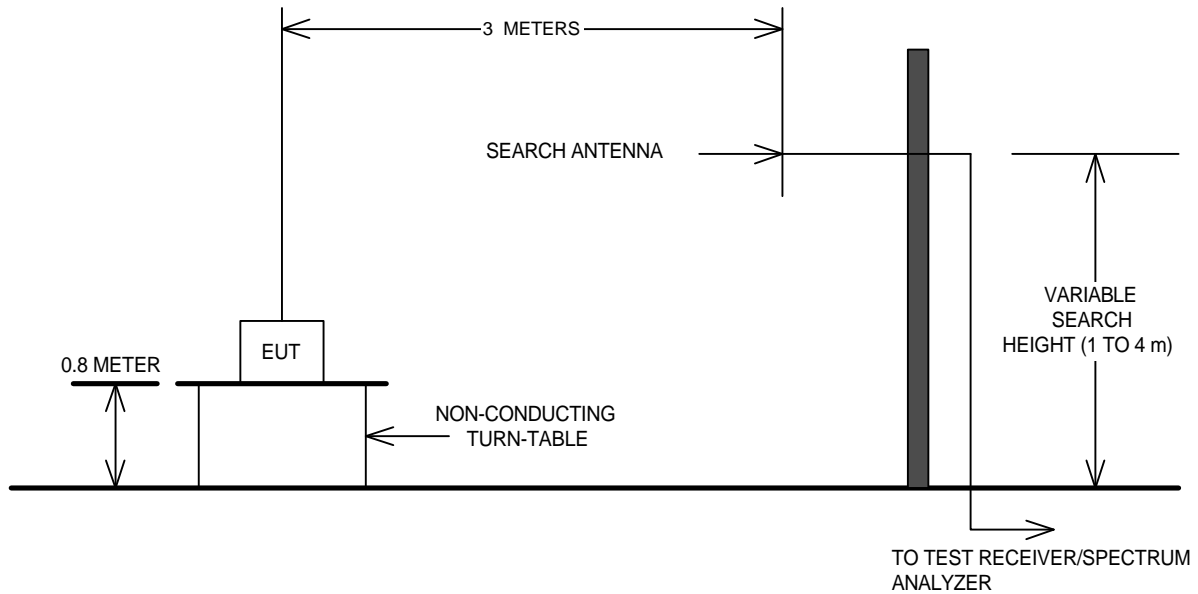 3 METERS
SEARCH ANTENNA
VARIABLE
SEARCH
HEIGHT (1 TO 4 m)
EUT
0.8 METER
NON-CONDUCTING
TURN-TABLE
TO TEST RECEIVER/SPECTRUM
ANALYZER